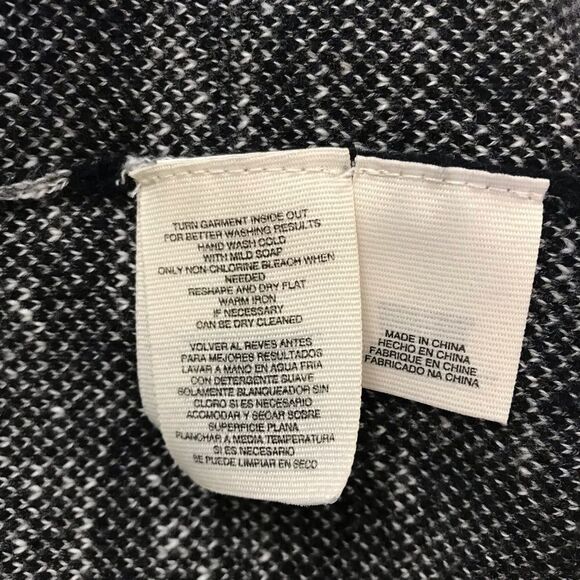 TURN GARMENT INSIDE OUT
FOR BETTER WASHING RESULTS
HAND WASH COLD
WITH MILD SOAP
ONLY NON-CHLORINE BLEACH WHEN
NEEDED
RESHAPE AND DRY FLAT
WARM IRON
IF NECESSARY
CAN BE DRY CLEANED
VOLVER AL REVES ANTES
PARA MEJORES RESULTADOS
LAVAR A MANO EN AGUA FRIA
CON DETERGENTE SUAVE
SOLAMENTE BLANQUEADOR SIN
CLORO SI ES NECESARIO
ACOMODAR Y SECAR SOBRE
SUPERFICIE PLANA
PLANCHAR A MEDIA TEMPERATURA
SI ES NECESARIO
SE PUEDE LIMPIAR EN SECO
MADE IN CHINA
HECHO EN CHINA
FABRIQUE EN CHINE
FABRICADO NA CHINA